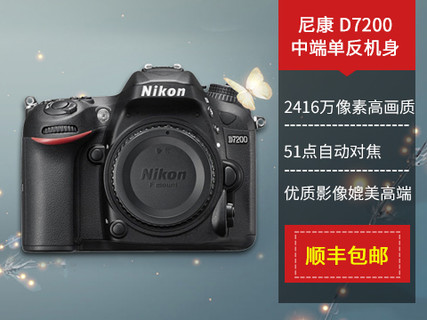 尼康 D7200
中端单反机身
2416万像素高画质
51点自动对焦
优质影像媲美高端
顺丰包邮
Nikon
D7200
Nikon